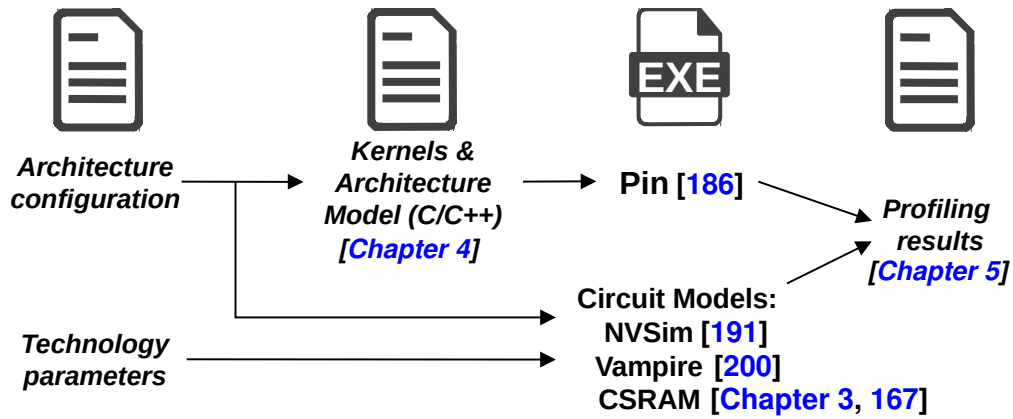 EXE
Architecture
configuration
Kernels &
Architecture
Model (C/C++)
[Chapter 4]
Pin [186]
Profiling
results
[Chapter 5]
Technology
parameters
Circuit Models:
NVSim [191]
Vampire [200]
CSRAM [Chapter 3, 167]